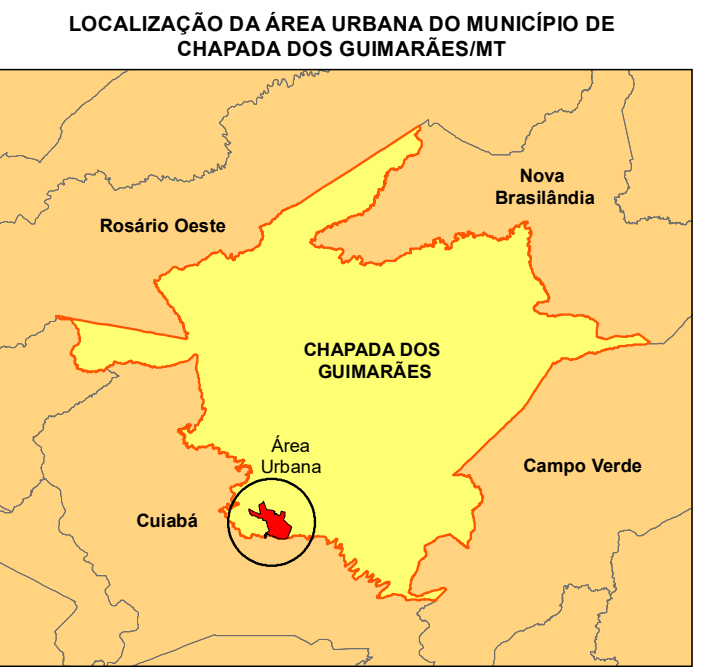 LOCALIZAÇÃO DA ÁREA URBANA DO MUNICÍPIO DE
CHAPADA DOS GUIMARÃES/MT
Nova
Brasilândia
Rosário Oeste
CHAPADA DOS
GUIMARÃES
Área
Urbana
Campo Verde
Cuiabá